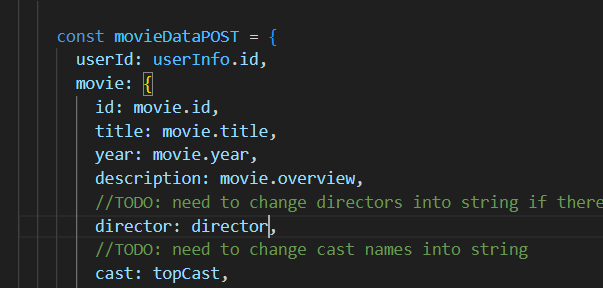 const movieDataPOST = {
userId: userInfo.id,
movie: {
id: movie.id,
title: movie.title,
year: movie.year,
description: movie.overview,
//TODO: need to change directors into string if there
director: director,
//TODO: need to change cast names into string
cast: topCast,